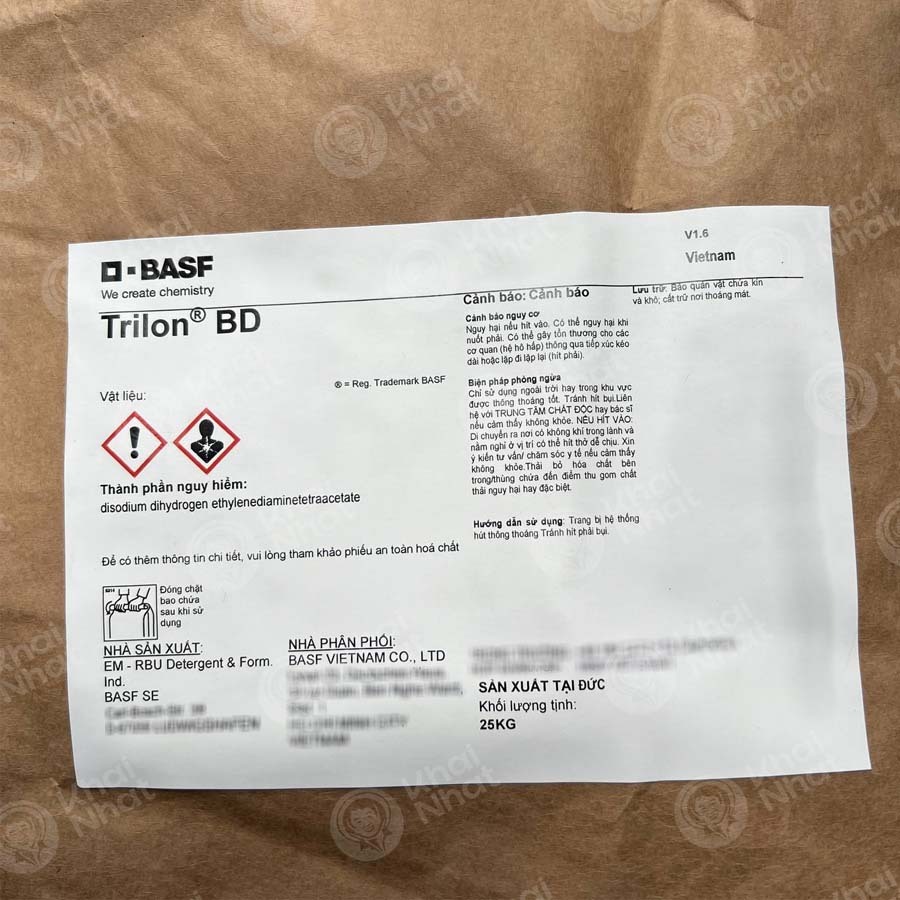 BASF
We create chemistry
Trilon® BD
® = Reg. Trademark BASF
Vật liệu:
Thành phần nguy hiểm:
disodium dihydrogen ethylenediaminetetraacetate
Để có thêm thông tin chi tiết, vui lòng tham khảo phiếu an toàn hoá chất
Đóng chặt
bao chứa
sau khi sử
dụng
NHÀ SẢN XUẤT:
EM - RBU Detergent & Form.
Ind.
BASF SE
NHÀ PHÂN PHỐI:
BASF VIETNAM CO., LTD
V1.6
Vietnam
Cảnh báo: Cảnh báo
Cảnh báo nguy cơ
Nguy hại nếu hít vào. Có thể nguy hại khi
nuốt phải. Có thể gây tổn thương cho các
cơ quan (hệ hô hấp) thông qua tiếp xúc kéo
dài hoặc lặp đi lặp lại (hít phải).
Biện pháp phòng ngừa
Chỉ sử dụng ngoài trời hay trong khu vực
được thông thoáng tốt. Tránh hít bụi.Liên
hệ với TRUNG TÂM CHẤT ĐỘC hay bác sĩ
nếu cảm thấy không khỏe. NẾU HÍT VÀO:
Di chuyển ra nơi có không khí trong lành và
nằm nghỉ ở vị trí có thể hít thở dễ chịu. Xin
ý kiến tư vấn/ chăm sóc y tế nếu cảm thấy
không khỏe.Thải bỏ hóa chất bên
trong/thùng chứa đến điểm thu gom chất
thải nguy hại hay đặc biệt.
Hướng dẫn sử dụng: Trang bị hệ thống
hút thông thoáng Tránh hít phải bụi.
Lưu trữ: Bảo quản vật chứa kín
và khô; cất trữ nơi thoáng mát.
SẢN XUẤT TẠI ĐỨC
Khối lượng tịnh:
25KG
Khai
Nhat